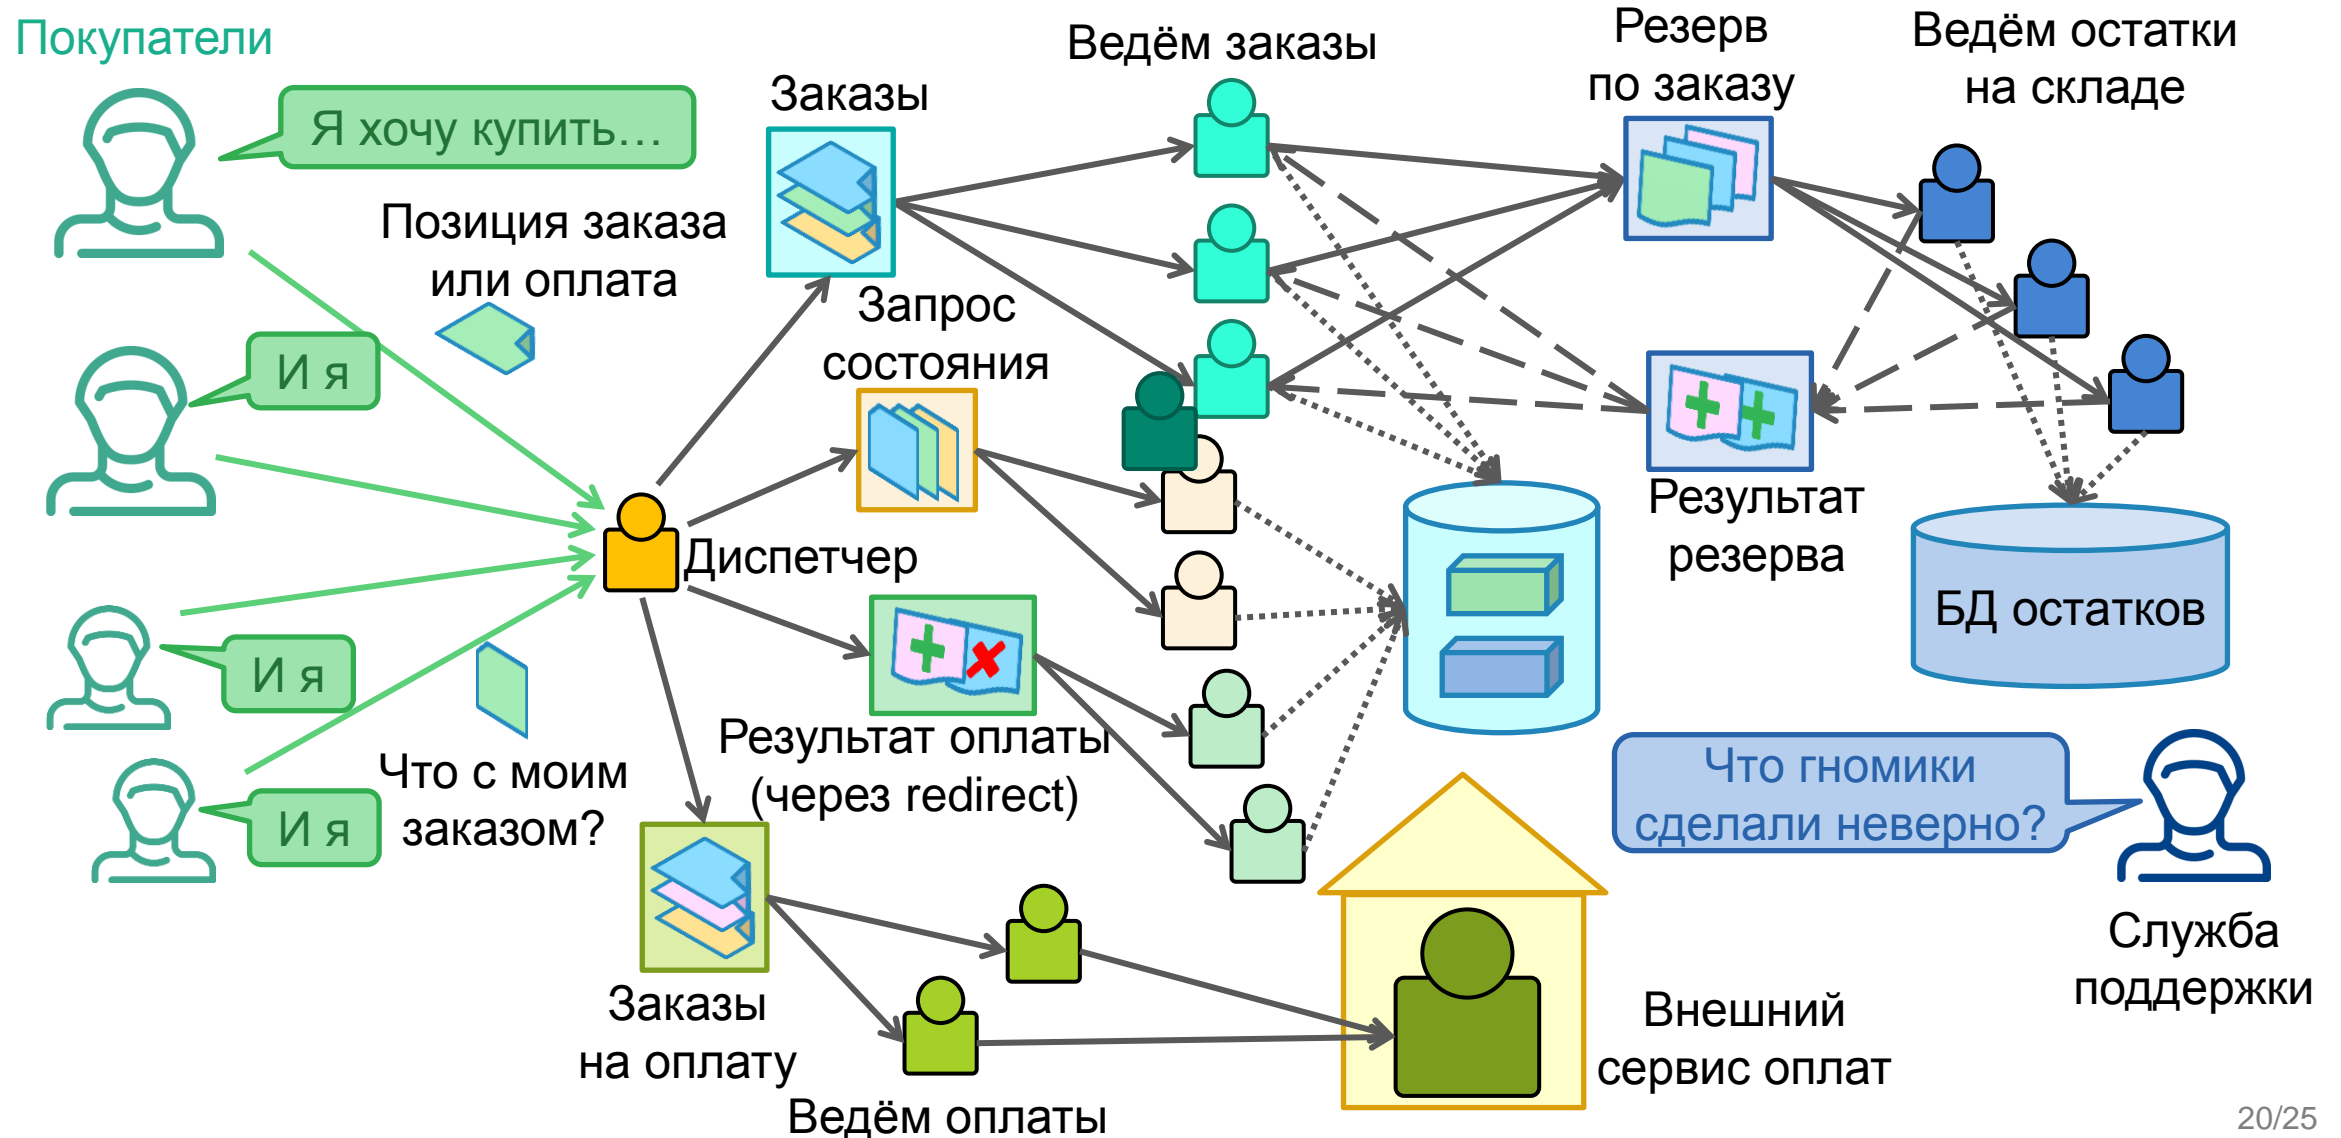 Покупатели
Я хочу купить…
И я
И я
И я
Позиция заказа
или оплата
Что с моим
заказом?
Диспетчер
Заказы
Запрос
состояния
Результат оплаты
(через redirect)
Заказы
на оплату
Ведём оплаты
Ведём заказы
Резерв
по заказу
Ведём остатки
на складе
Результат
резерва
БД остатков
Что гномики
сделали неверно?
Служба
поддержки
Внешний
сервис оплат
20/25